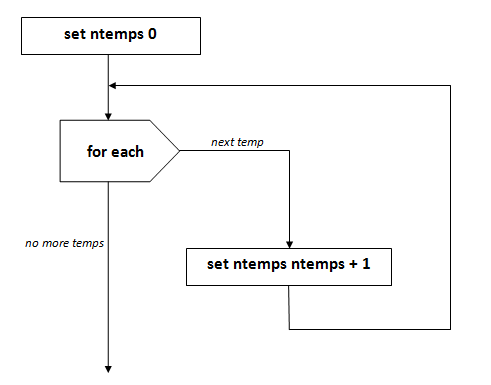 set ntemps 0
for each
next temp
no more temps
set ntemps ntemps + 1